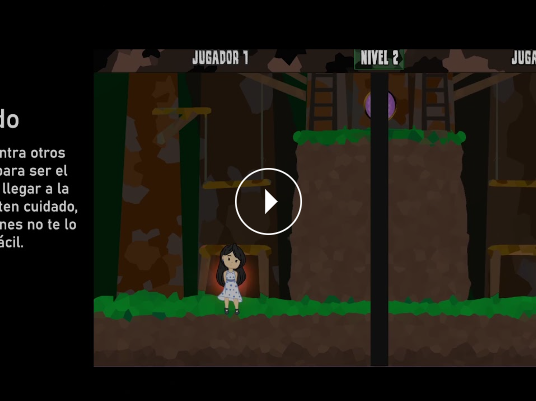 JUGADOR 1
NIVEL 2
JUGA
do
ntra otros
para ser el
llegar a la
ten cuidado,
nes no te lo
ácil.